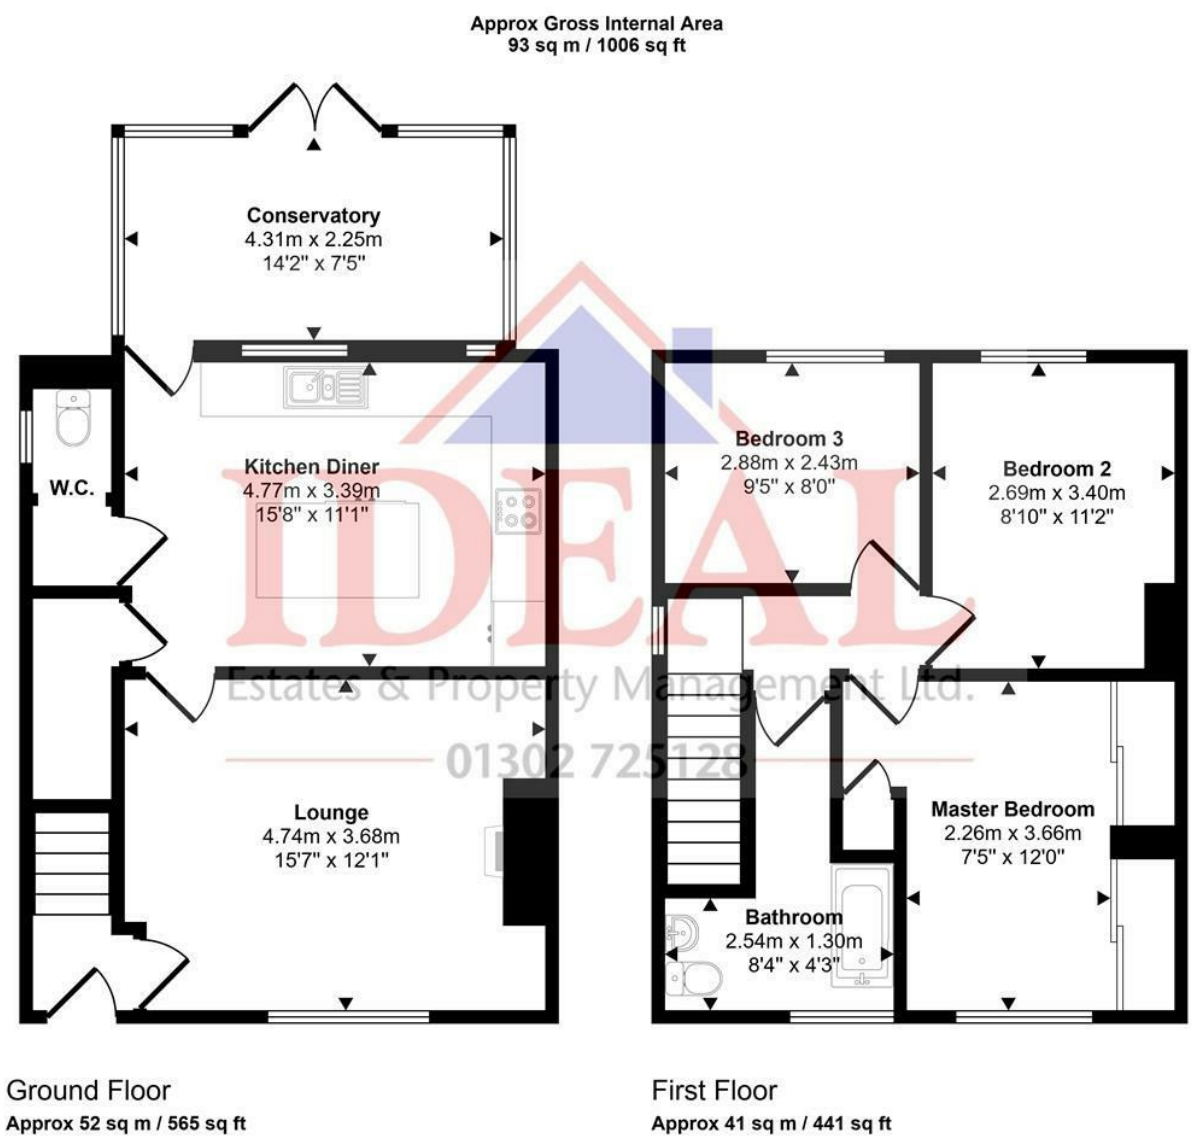 Approx Gross Internal Area
93 sq m / 1006 sq ft
Conservatory
4.31m x 2.25m
14'2" x 7'5"
Kitchen Diner
4.77m x 3.39m
15'8" x 11'1"
W.C.
Bedroom 3
2.88m x 2.43m
9'5" x 8'0"
Bedroom 2
2.69m x 3.40m
8'10" x 11'2"
IDEAL
Estates & Property Management Ltd.
01302 725128
Lounge
4.74m x 3.68m
15'7" x 12'1"
Master Bedroom
2.26m x 3.66m
7'5" x 12'0"
Bathroom
2.54m x 1.30m
8'4" x 4'3"
Ground Floor
Approx 52 sq m / 565 sq ft
First Floor
Approx 41 sq m / 441 sq ft